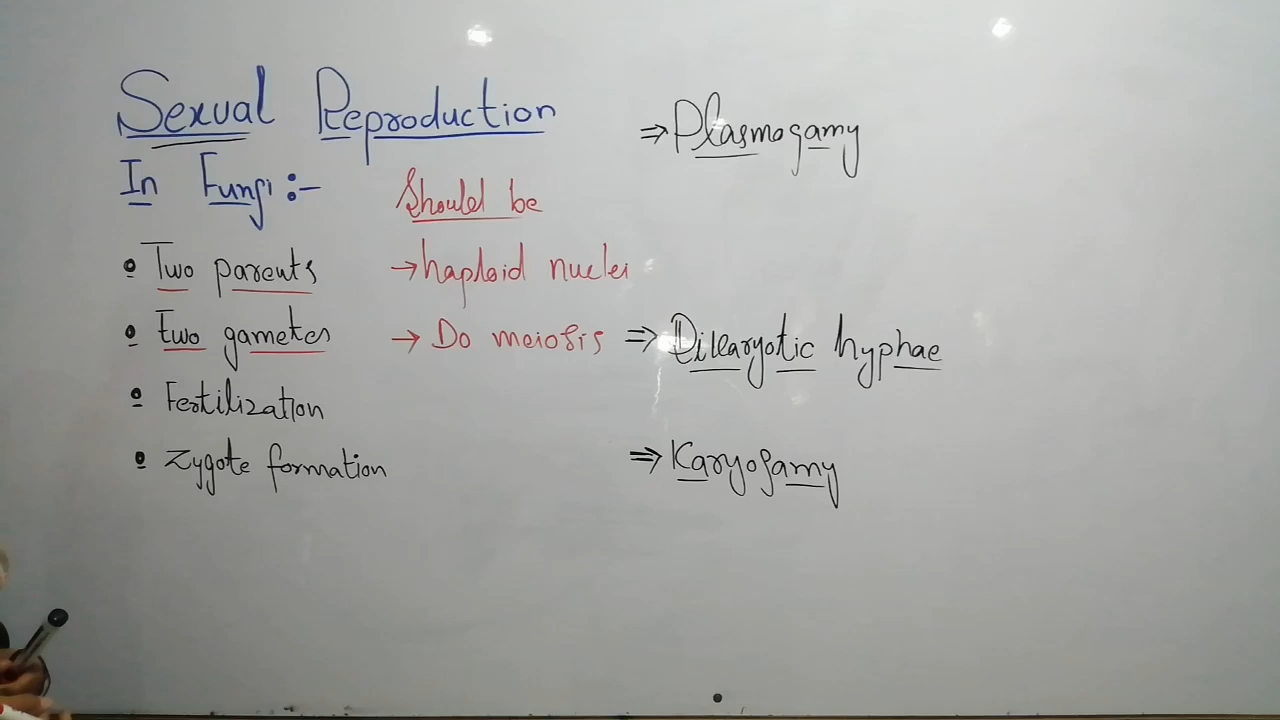 Sexual Reproduction
In Fungi :-
Should be
• Two parents → haploid nuclei
• two gametes → Do meiosis
• Fertilization
• Zygote formation
⇒ Plasmogamy
⇒ Dikaryotic hyphae
⇒ Karyogamy